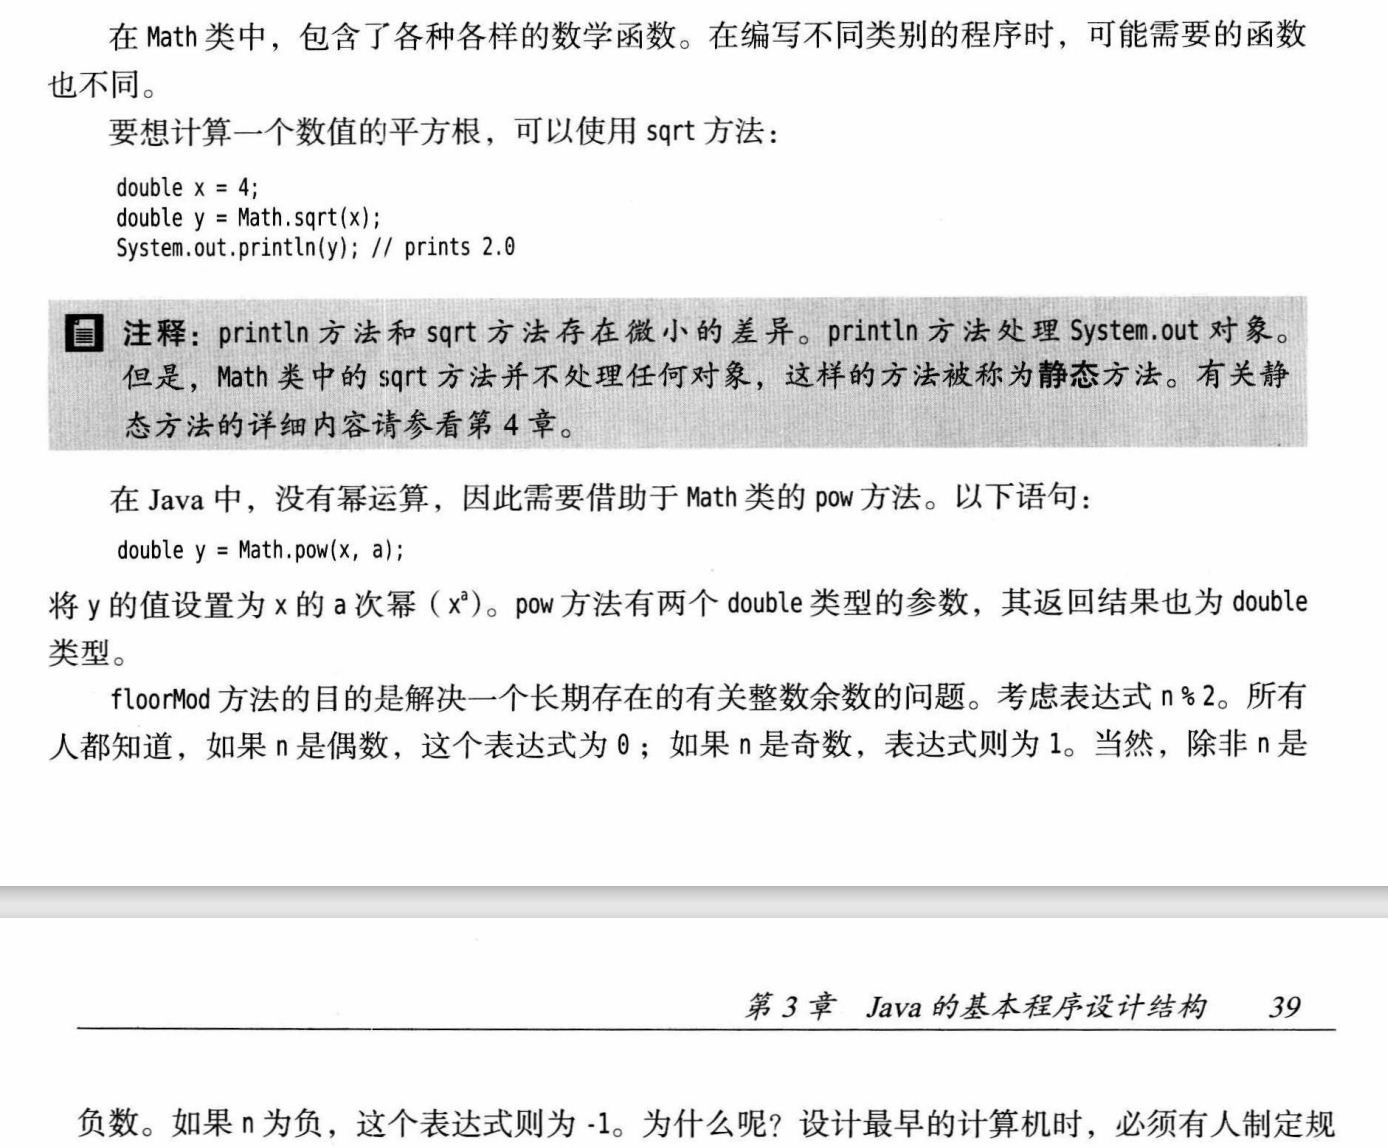 在 Math 类中，包含了各种各样的数学函数。在编写不同类别的程序时，可能需要的函数
也不同。
要想计算一个数值的平方根，可以使用 sqrt 方法：
double x = 4;
double y = Math.sqrt(x);
System.out.println(y); // prints 2.0
注释：println 方法和 sqrt 方法存在微小的差异。println 方法处理 System.out 对象。
但是，Math 类中的 sqrt 方法并不处理任何对象，这样的方法被称为静态方法。有关静
态方法的详细内容请参看第 4 章。
在 Java 中，没有幂运算，因此需要借助于 Math 类的 pow 方法。以下语句：
double y = Math.pow(x, a);
将 y 的值设置为 x 的 a 次幂（xᵃ）。pow 方法有两个 double 类型的参数，其返回结果也为 double
类型。
floorMod 方法的目的是解决一个长期存在的有关整数余数的问题。考虑表达式 n % 2。所有
人都知道，如果 n 是偶数，这个表达式为 0；如果 n 是奇数，表达式则为 1。当然，除非 n 是
第 3 章 Java 的基本程序设计结构 39
负数。如果 n 为负，这个表达式则为 -1。为什么呢？设计最早的计算机时，必须有人制定规